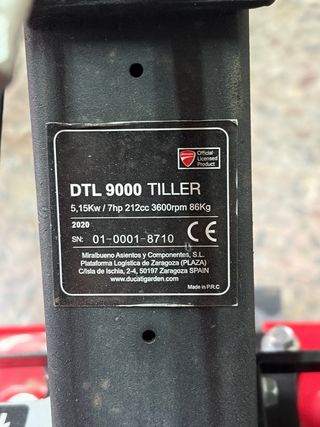 Official
Licensed
Product
DTL 9000 TILLER
5,15Kw / 7hp 212cc 3600rpm 86Kg
2020
SN: 01-0001-8710 CE
Miralbueno Asientos y Componentes, S.L.
Plataforma Logística de Zaragoza (PLAZA)
C/Isla de Ischia, 2-4, 50197 Zaragoza SPAIN
www.ducatigarden.com
Made in P.R.C